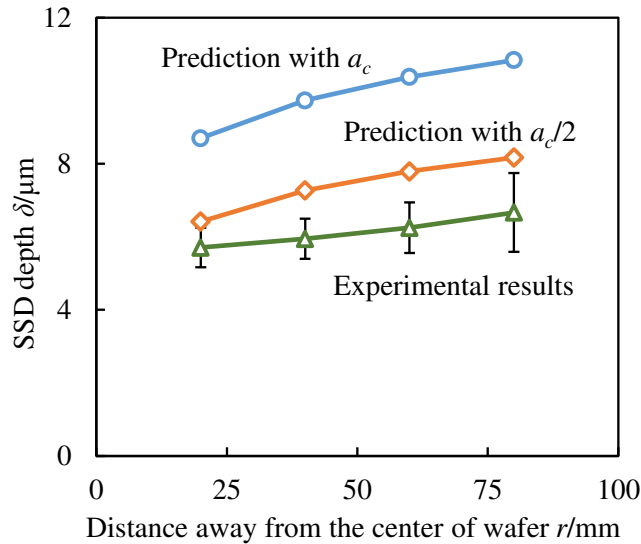 12
Prediction with a_c
Prediction with a_c/2
8
SSD depth δ/μm
Experimental results
4
0
0 25 50 75 100
Distance away from the center of wafer r/mm